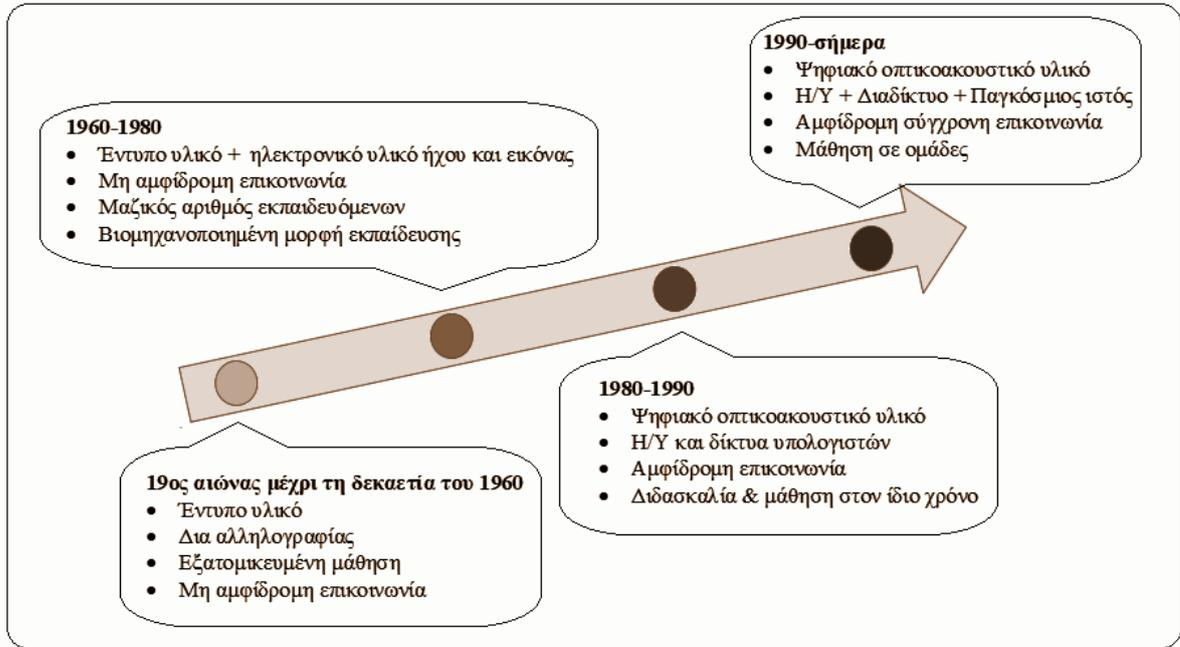 1990-σήμερα
• Ψηφιακό οπτικοακουστικό υλικό
• Η/Υ + Διαδίκτυο + Παγκόσμιος ιστός
• Αμφίδρομη σύγχρονη επικοινωνία
• Μάθηση σε ομάδες
1960-1980
• Έντυπο υλικό + ηλεκτρονικό υλικό ήχου και εικόνας
• Μη αμφίδρομη επικοινωνία
• Μαζικός αριθμός εκπαιδευόμενων
• Βιομηχανοποιημένη μορφή εκπαίδευσης
1980-1990
• Ψηφιακό οπτικοακουστικό υλικό
• Η/Υ και δίκτυα υπολογιστών
• Αμφίδρομη επικοινωνία
• Διδασκαλία & μάθηση στον ίδιο χρόνο
19ος αιώνας μέχρι τη δεκαετία του 1960
• Έντυπο υλικό
• Δια αλληλογραφίας
• Εξατομικευμένη μάθηση
• Μη αμφίδρομη επικοινωνία